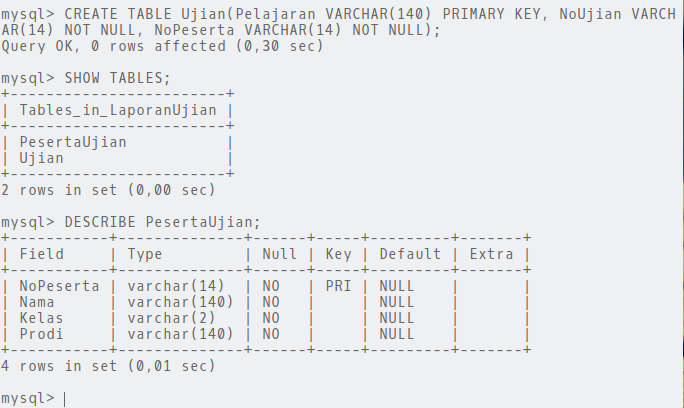 mysql> CREATE TABLE Ujian(Pelajaran VARCHAR(140) PRIMARY KEY, NoUjian VARCH
AR(14) NOT NULL, NoPeserta VARCHAR(14) NOT NULL);
Query OK, 0 rows affected (0,30 sec)

mysql> SHOW TABLES;
+------------------------+
| Tables_in_LaporanUjian |
+------------------------+
| PesertaUjian           |
| Ujian                  |
+------------------------+
2 rows in set (0,00 sec)

mysql> DESCRIBE PesertaUjian;
+-----------+--------------+------+-----+---------+-------+
| Field     | Type         | Null | Key | Default | Extra |
+-----------+--------------+------+-----+---------+-------+
| NoPeserta | varchar(14)  | NO   | PRI | NULL    |       |
| Nama      | varchar(140) | NO   |     | NULL    |       |
| Kelas     | varchar(2)   | NO   |     | NULL    |       |
| Prodi     | varchar(140) | NO   |     | NULL    |       |
+-----------+--------------+------+-----+---------+-------+
4 rows in set (0,01 sec)

mysql>